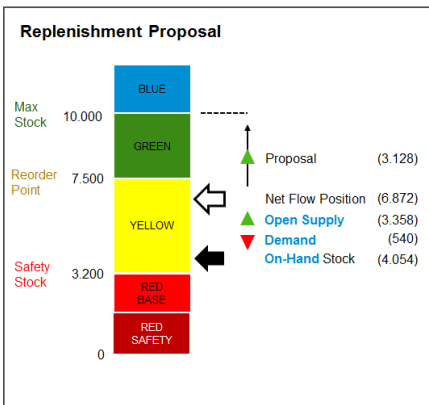 Replenishment Proposal
BLUE
Max
Stock
10.000
GREEN
Proposal (3.128)
Reorder
Point
7.500
Net Flow Position (6.872)
YELLOW
Open Supply (3.358)
Demand (540)
On-Hand Stock (4.054)
Safety
Stock
3.200
RED
BASE
RED
SAFETY
0